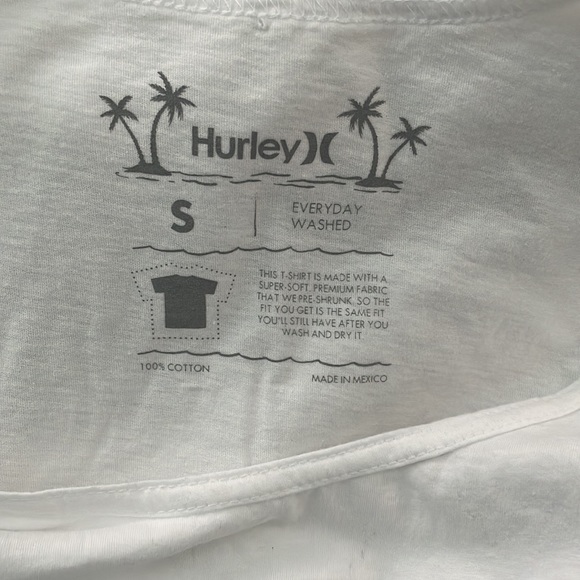 Hurley
S
EVERYDAY
WASHED
THIS T-SHIRT IS MADE WITH A
SUPER-SOFT, PREMIUM FABRIC
THAT WE PRE-SHRUNK. SO THE
FIT YOU GET IS THE SAME FIT
YOU'LL STILL HAVE AFTER YOU
WASH AND DRY IT
100% COTTON
MADE IN MEXICO